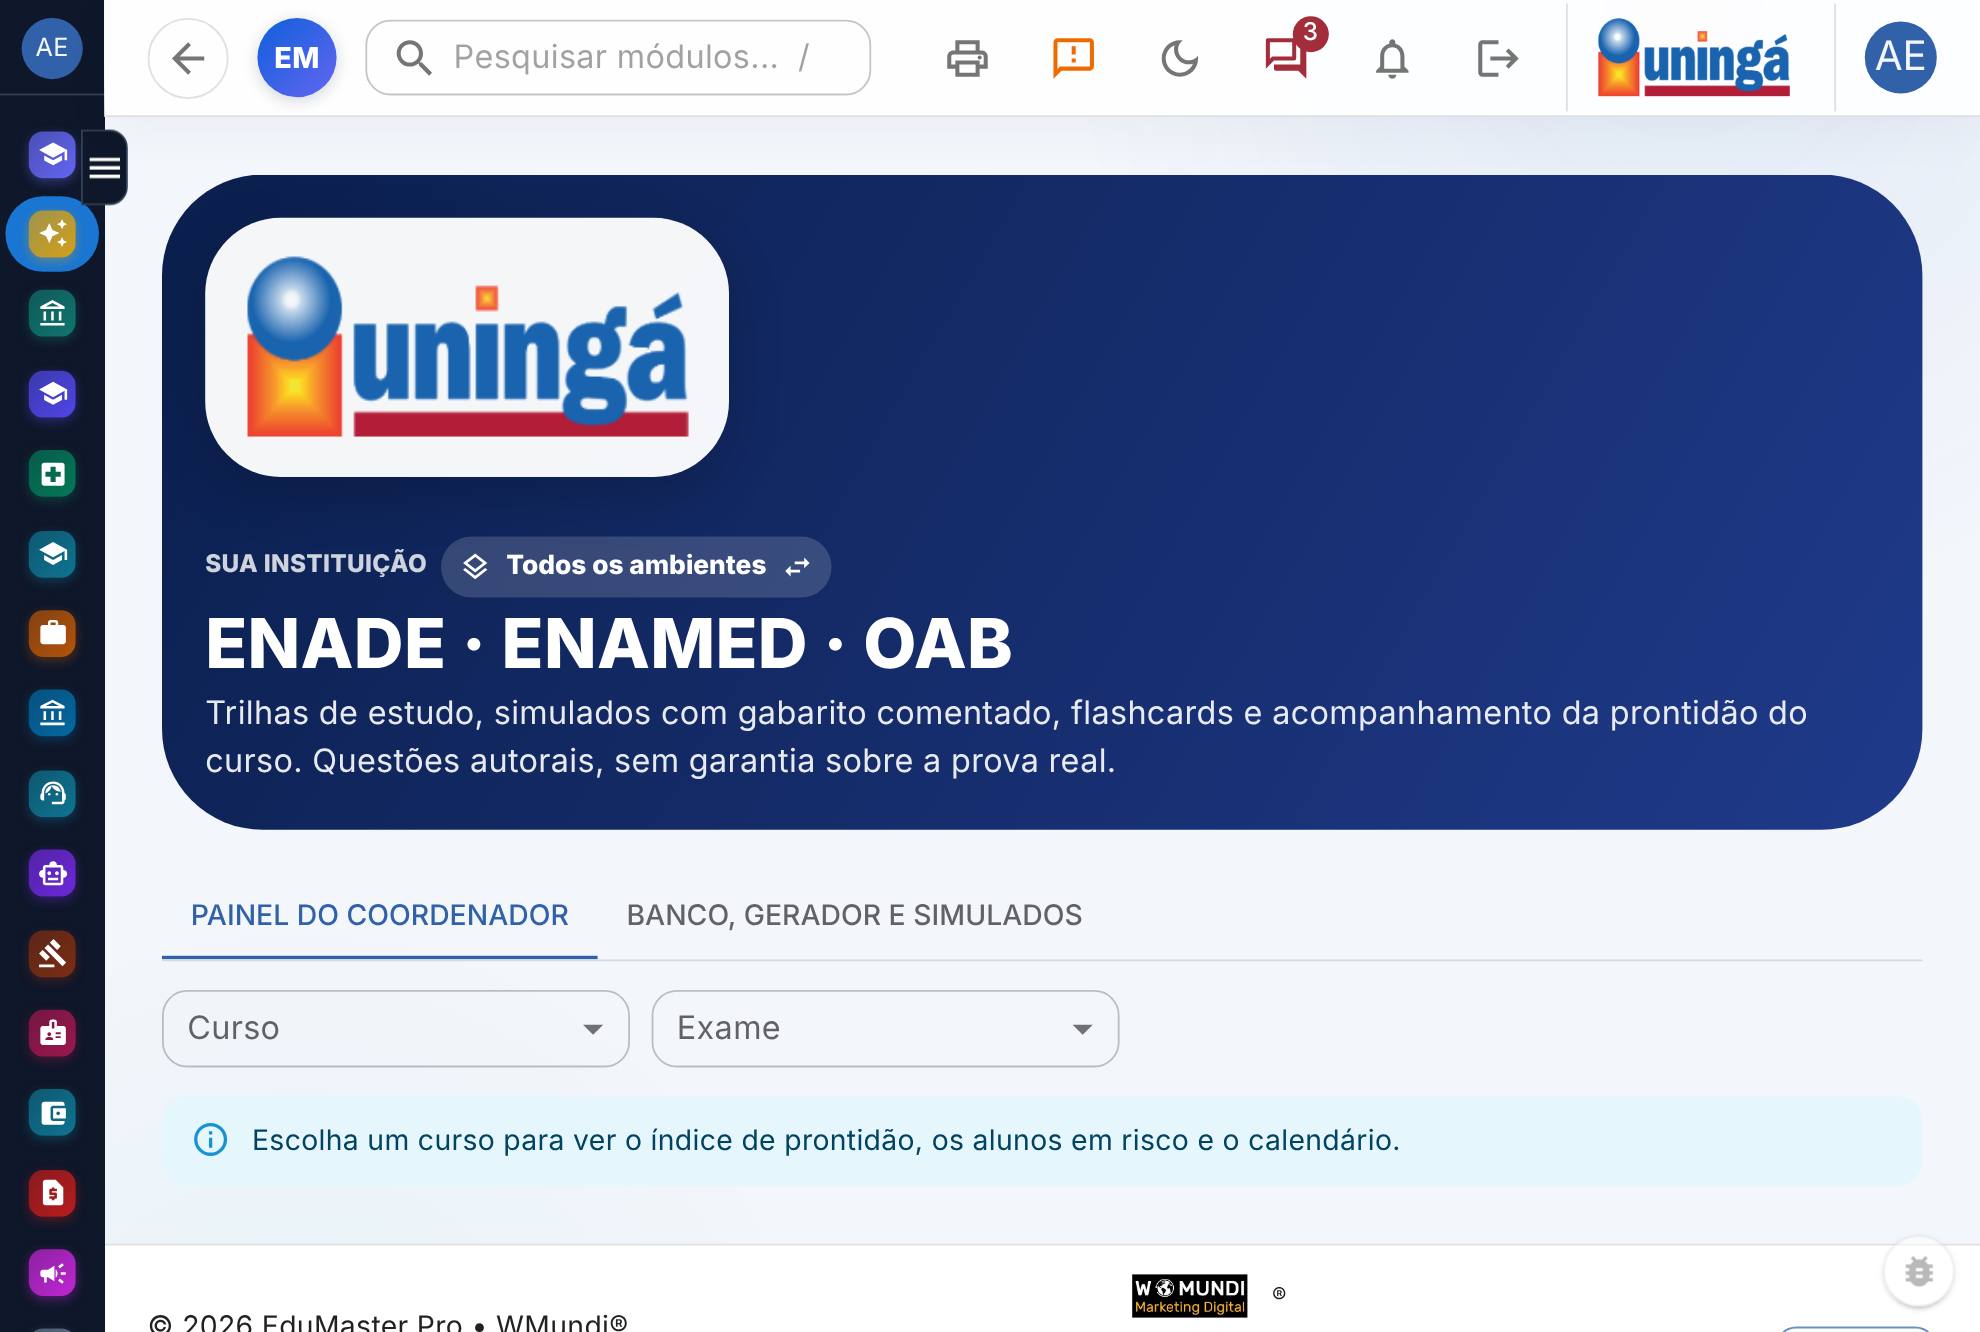 AE
EM
Pesquisar módulos... /
3
uningá
AE
uningá
SUA INSTITUIÇÃO
Todos os ambientes
ENADE · ENAMED · OAB
Trilhas de estudo, simulados com gabarito comentado, flashcards e acompanhamento da prontidão do
curso. Questões autorais, sem garantia sobre a prova real.
PAINEL DO COORDENADOR
BANCO, GERADOR E SIMULADOS
Curso
Exame
Escolha um curso para ver o índice de prontidão, os alunos em risco e o calendário.
W MUNDI
Marketing Digital
®
© 2026 EduMaster Pro • WMundi®